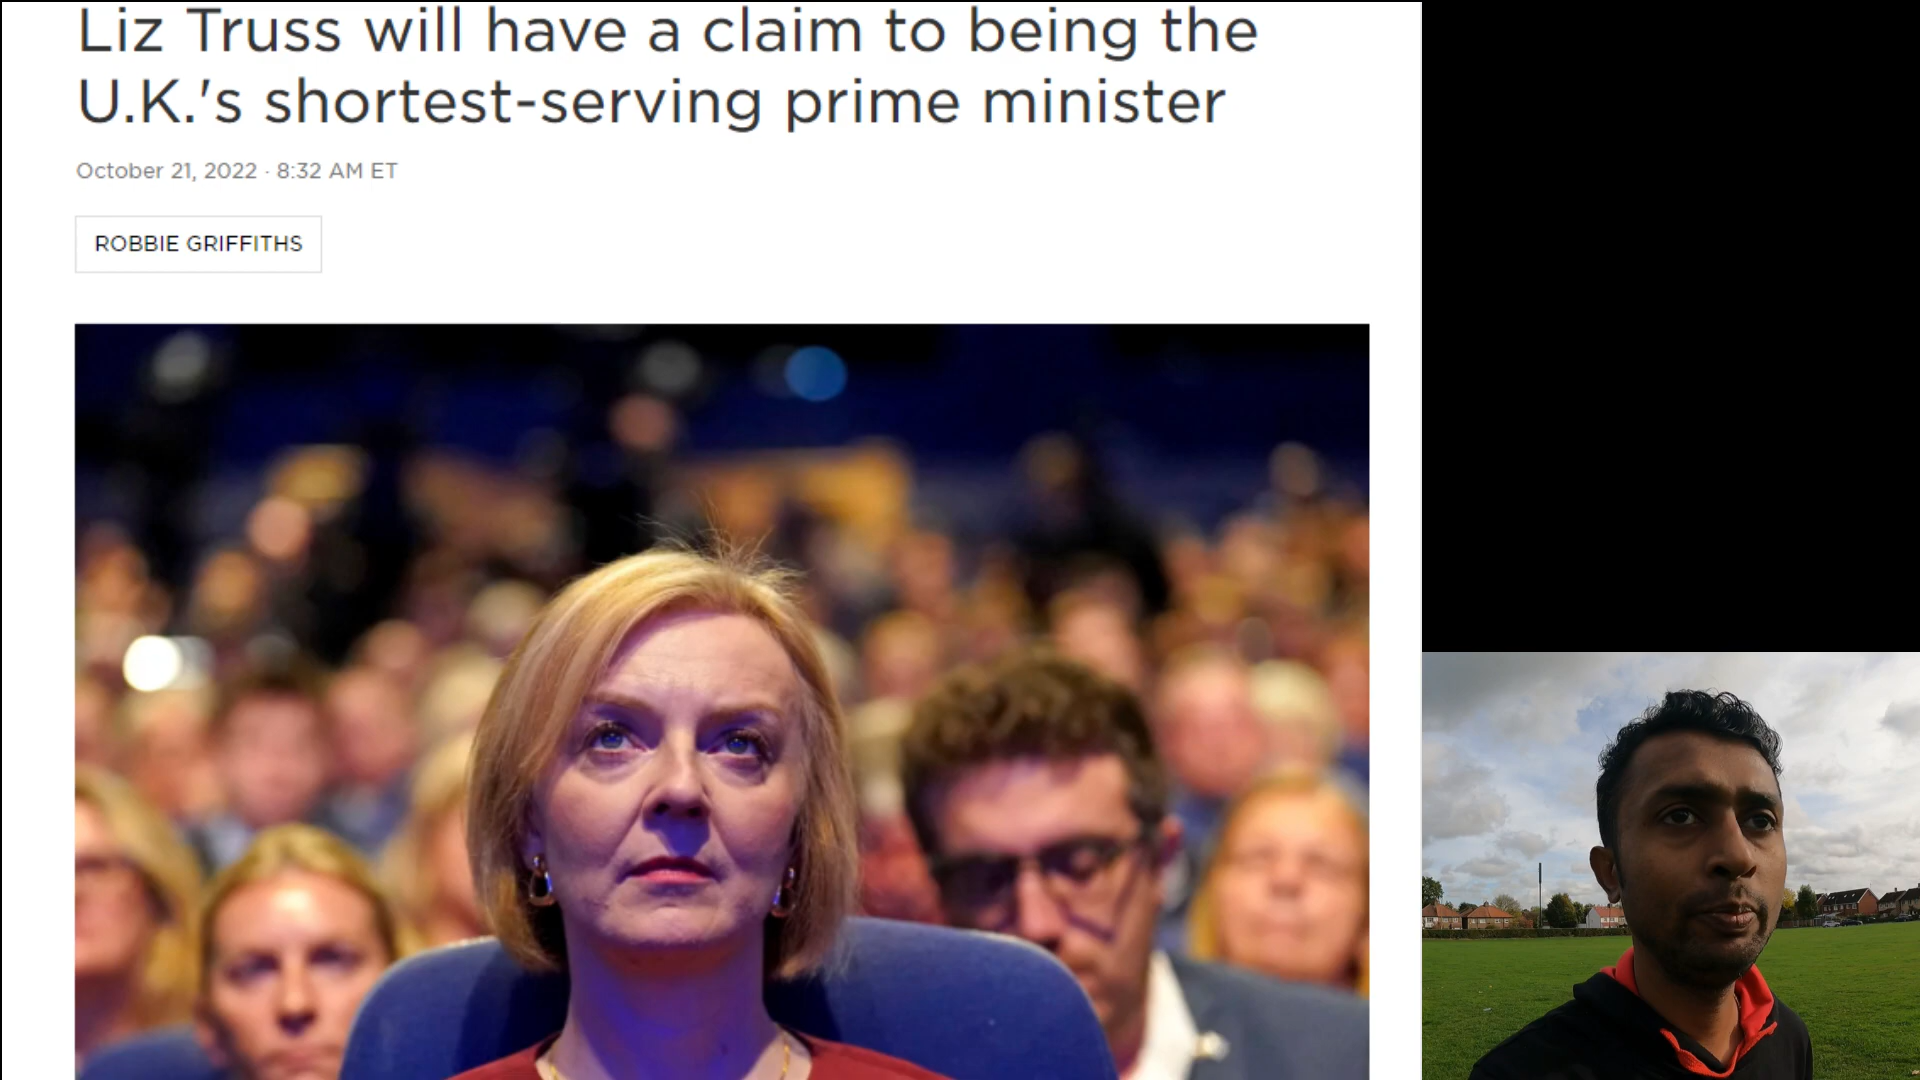 Liz Truss will have a claim to being the
U.K.'s shortest-serving prime minister
October 21, 2022 · 8:32 AM ET
ROBBIE GRIFFITHS